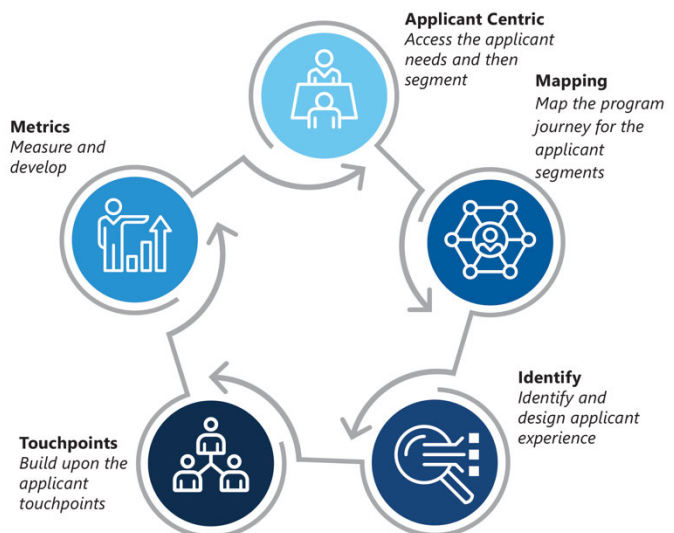 Applicant Centric
Access the applicant
needs and then
segment
Mapping
Map the program
journey for the
applicant
segments
Identify
Identify and
design applicant
experience
Touchpoints
Build upon the
applicant
touchpoints
Metrics
Measure and
develop